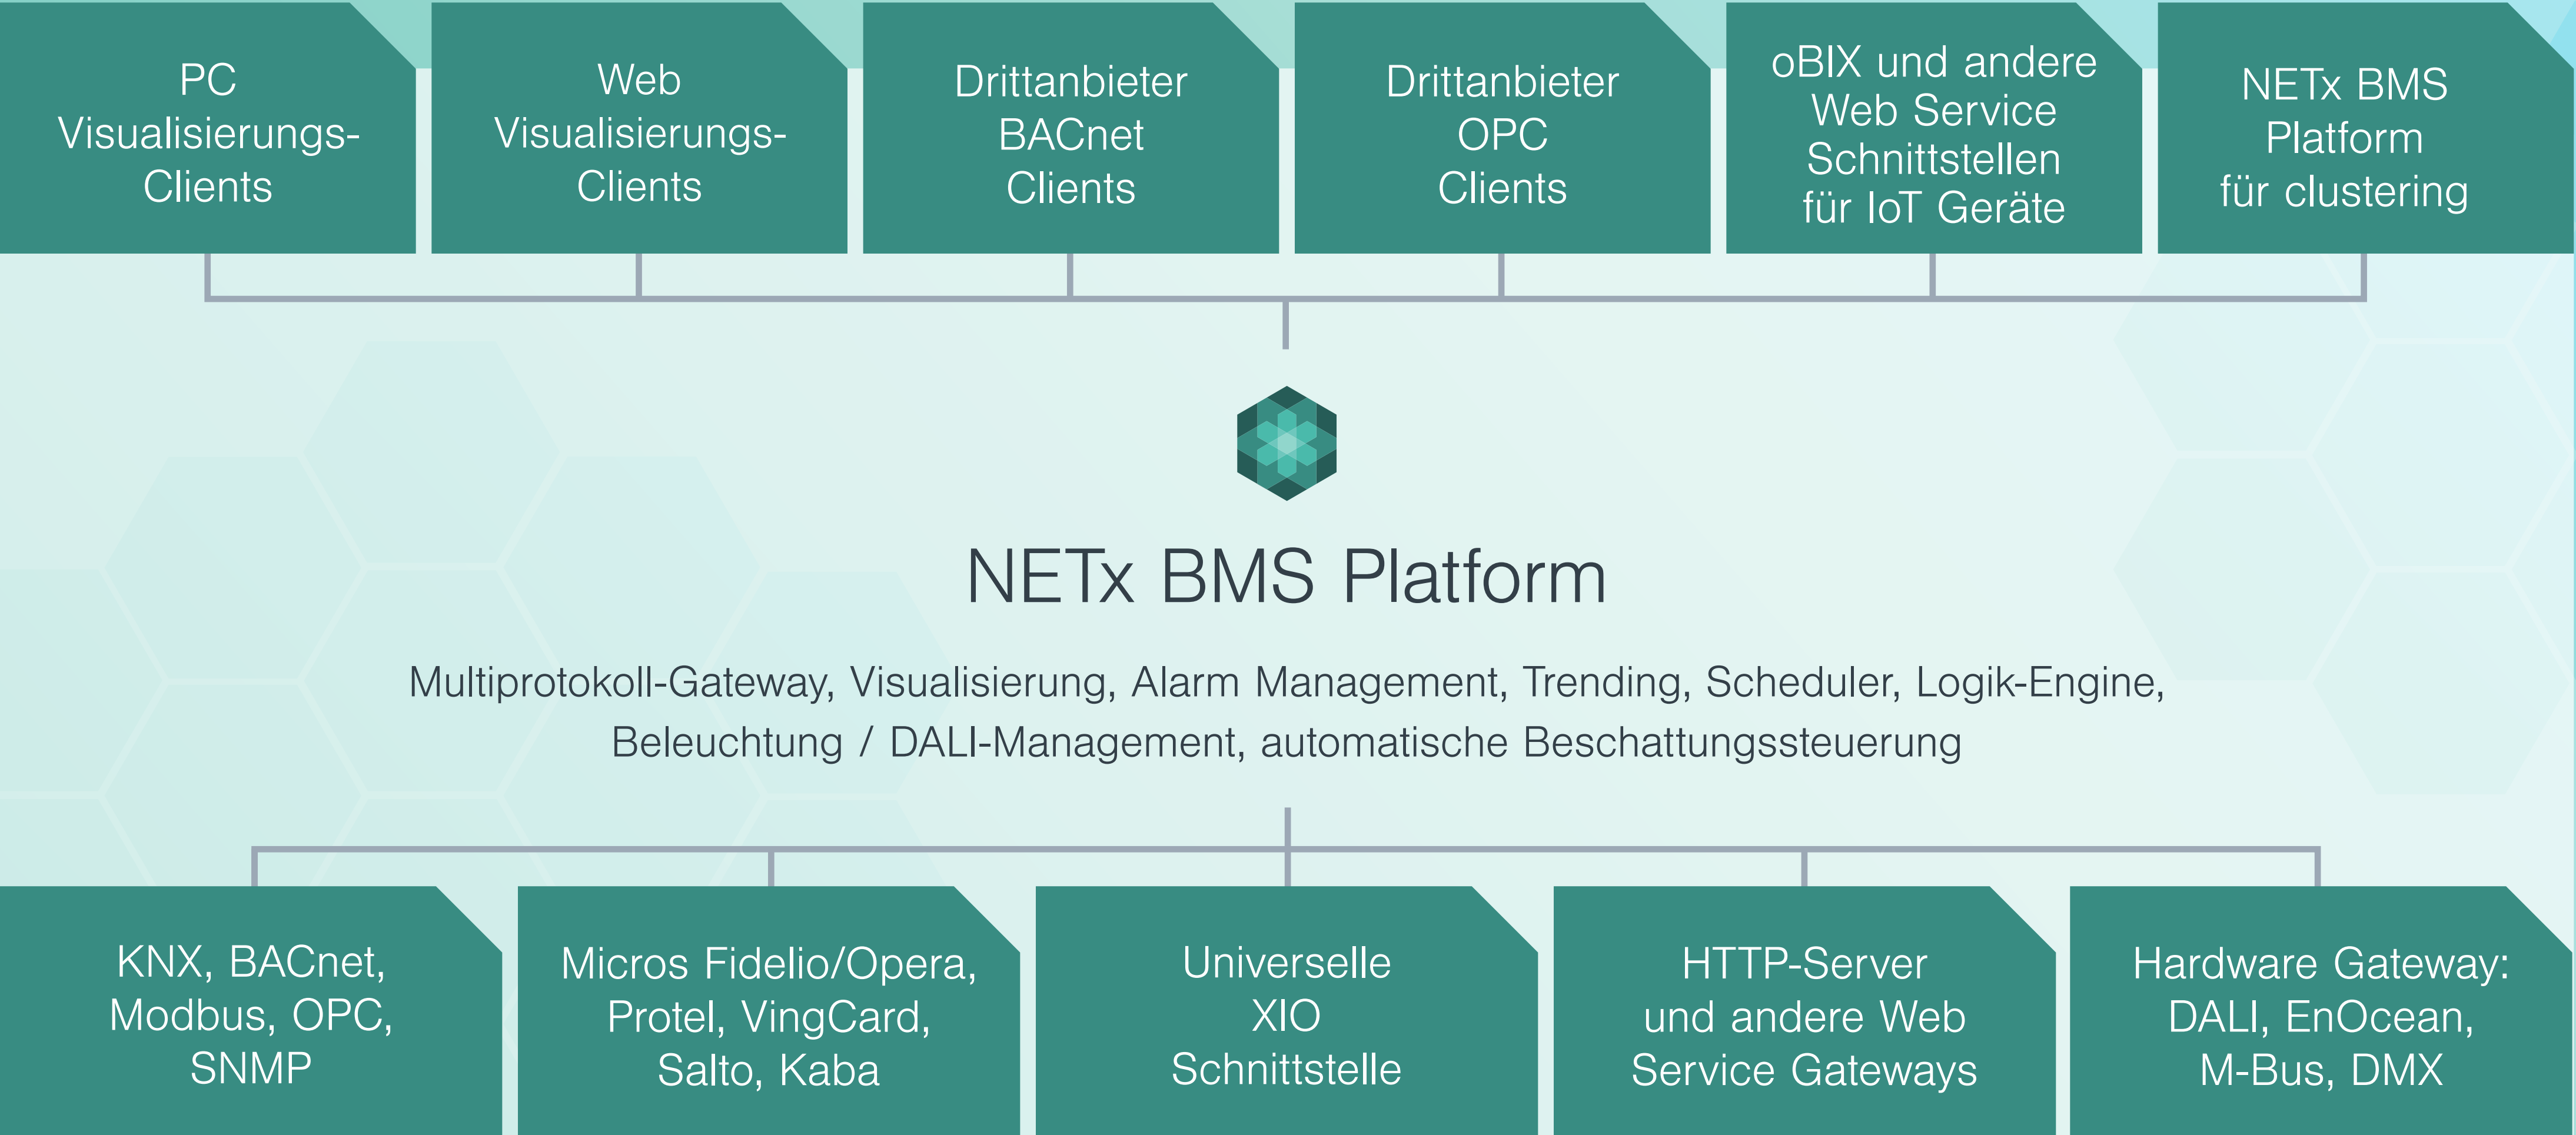 PC
Visualisierungs-
Clients
Web
Visualisierungs-
Clients
Drittanbieter
BACnet
Clients
Drittanbieter
OPC
Clients
oBIX und andere
Web Service
Schnittstellen
für IoT Geräte
NETx BMS
Platform
für clustering
NETx BMS Platform
Multiprotokoll-Gateway, Visualisierung, Alarm Management, Trending, Scheduler, Logik-Engine,
Beleuchtung / DALI-Management, automatische Beschattungssteuerung
KNX, BACnet,
Modbus, OPC,
SNMP
Micros Fidelio/Opera,
Protel, VingCard,
Salto, Kaba
Universelle
XIO
Schnittstelle
HTTP-Server
und andere Web
Service Gateways
Hardware Gateway:
DALI, EnOcean,
M-Bus, DMX